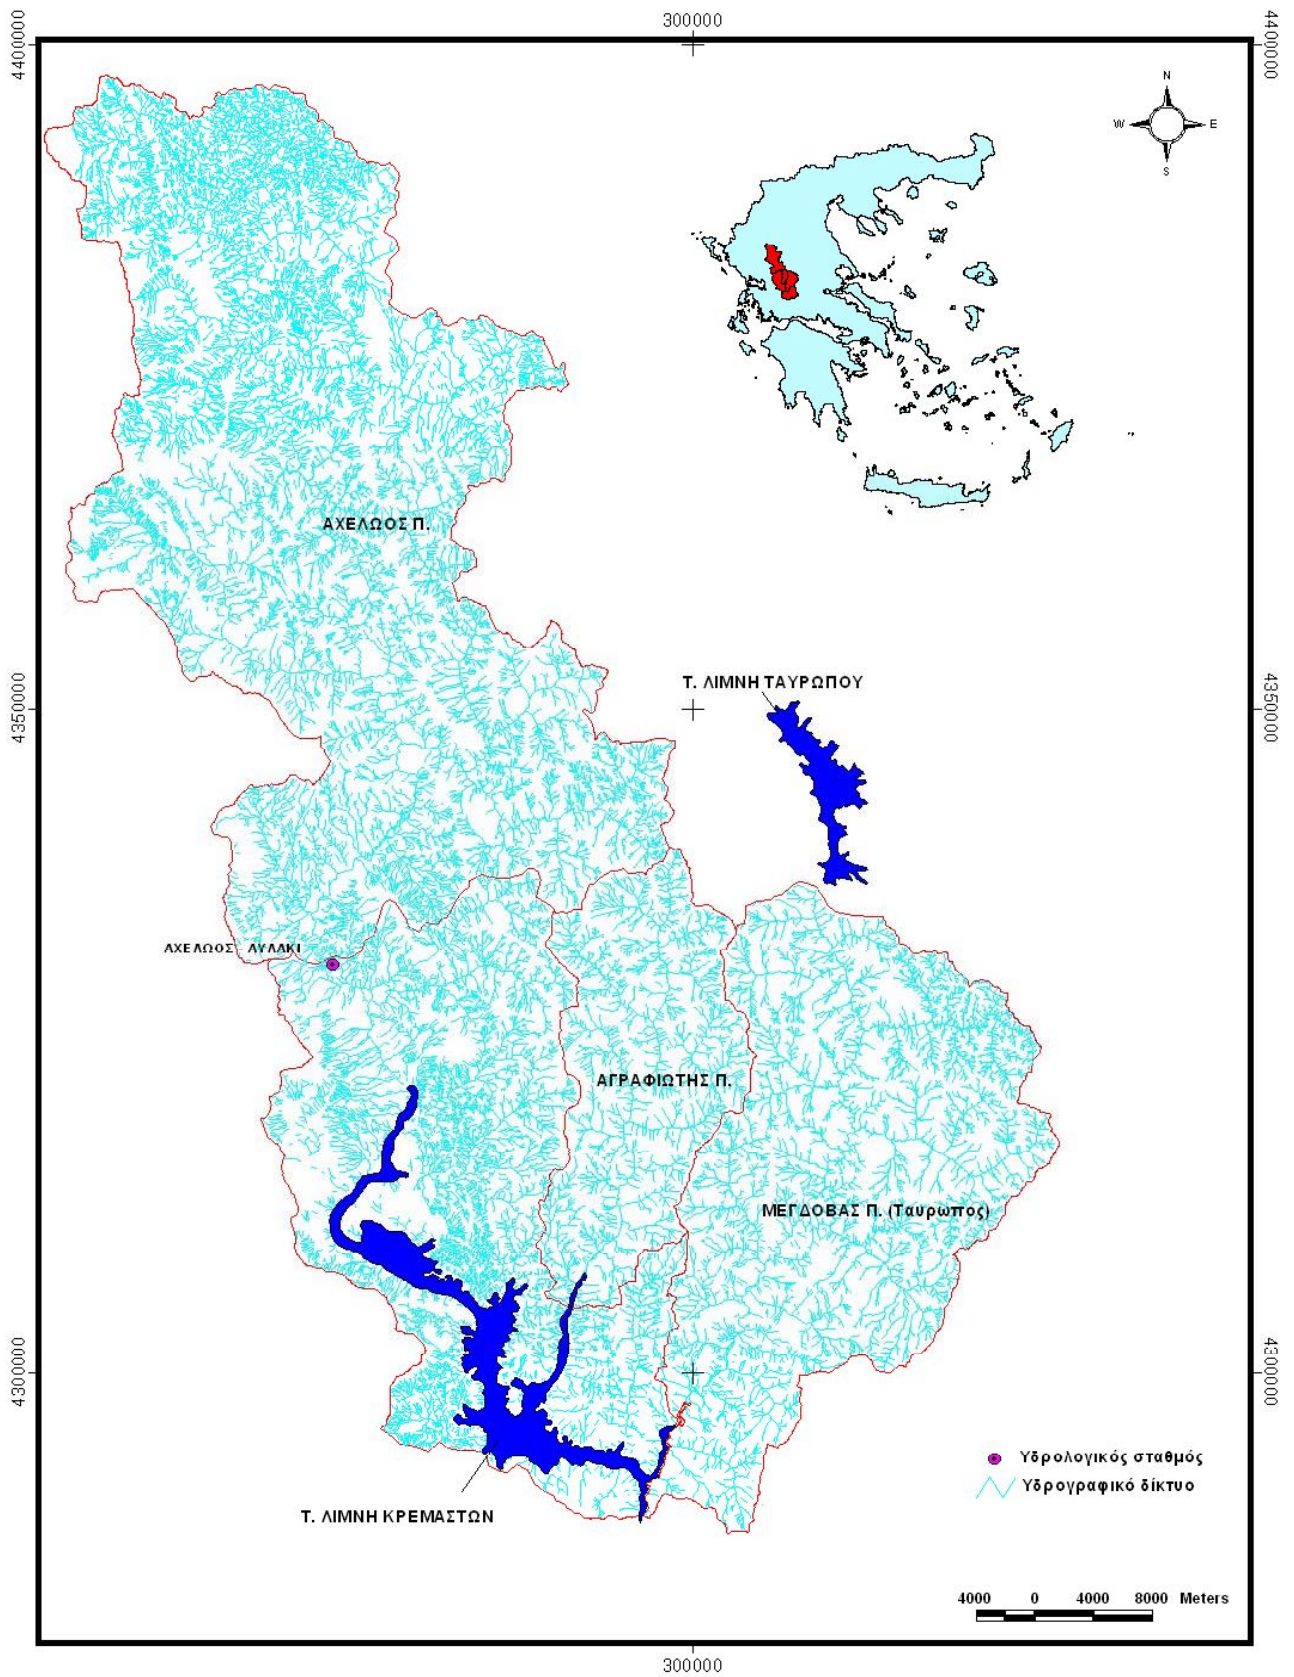 300000
4400000
4400000
N
W
E
S
ΑΧΕΛΩΟΣ Π.
Τ. ΛΙΜΝΗ ΤΑΥΡΩΠΟΥ
4350000
4350000
ΑΧΕΛΩΟΣ - ΑΥΛΑΚΙ
ΑΓΡΑΦΙΩΤΗΣ Π.
ΜΕΓΔΟΒΑΣ Π. (Ταυρωπος)
4300000
4300000
Υδρολογικός σταθμός
Υδρογραφικό δίκτυο
Τ. ΛΙΜΝΗ ΚΡΕΜΑΣΤΩΝ
4000 0 4000 8000 Meters
300000